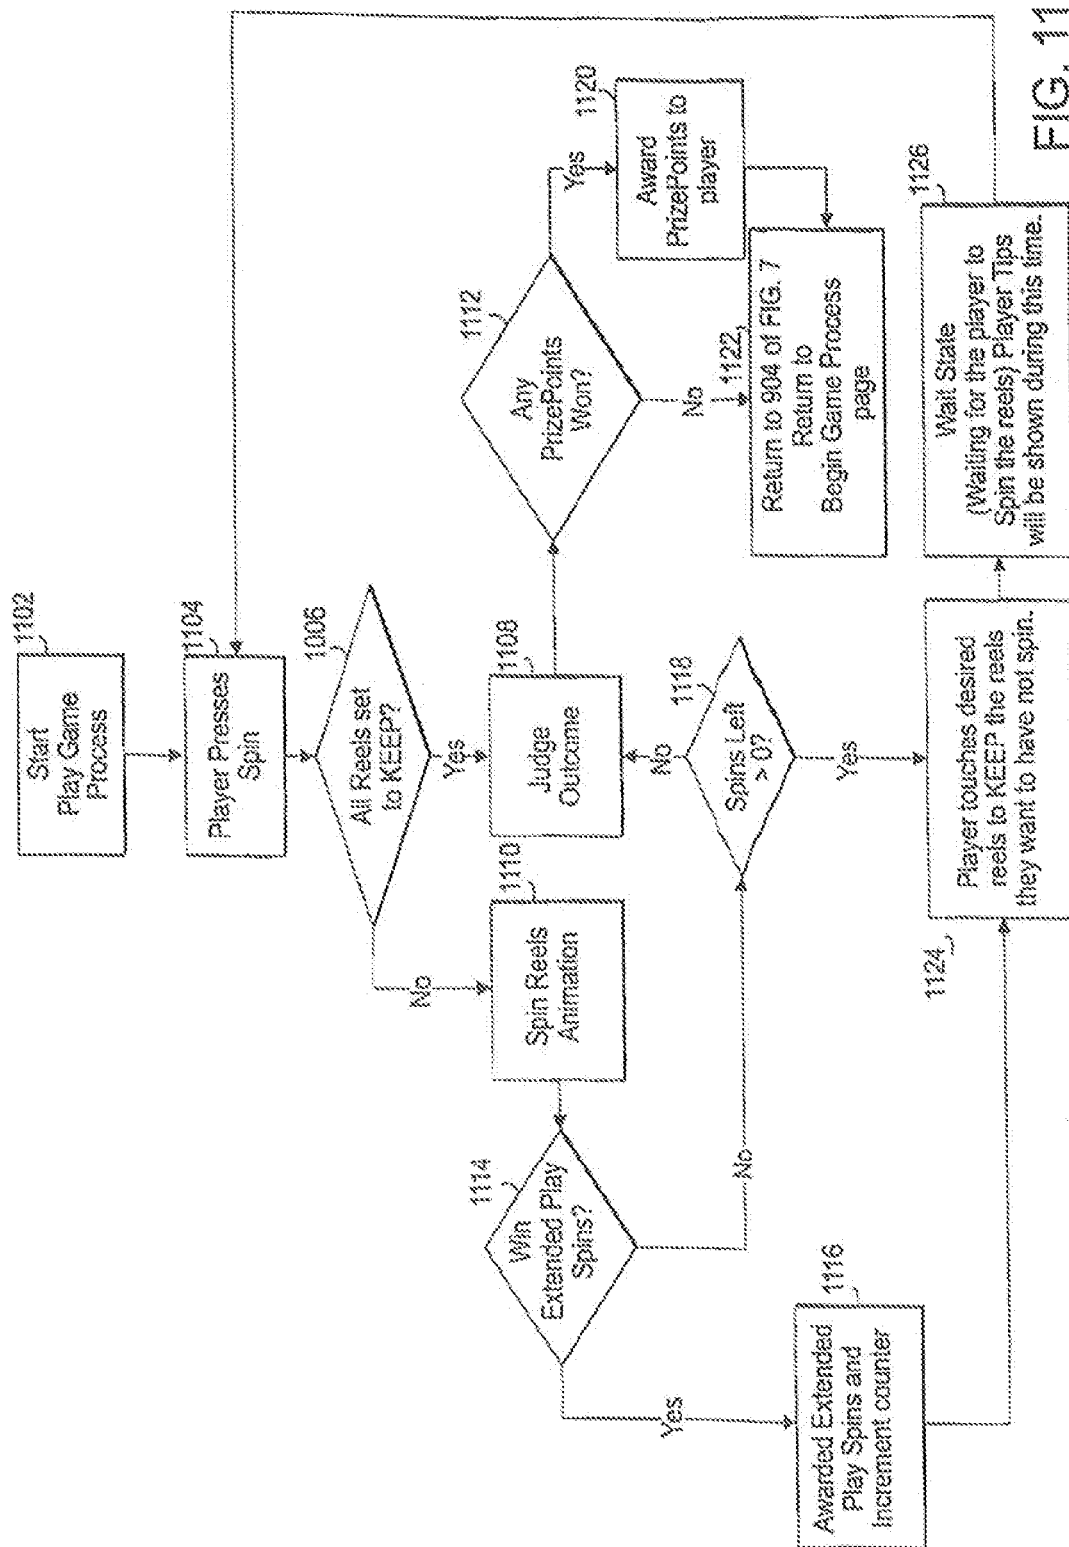 1102
Start
Play Game
Process
1104
Player Presses
Spin
1006
All Reels set
to KEEP?
No
Yes
1110
Spin Reels
Animation
1108
Judge
Outcome
1112
Any
PrizePoints
Won?
Yes
No
1120
Award
PrizePoints to
player
1122
Return to 904 of FIG. 7
Return to
Begin Game Process
page
1114
Win
Extended Play
Spins?
Yes
No
1118
Spins Left
> 0?
No
Yes
1116
Awarded Extended
Play Spins and
Increment counter
1124
Player touches desired
reels to KEEP the reels
they want to have not spin.
1126
Wait State
(Waiting for the player to
Spin the reels) Player Tips
will be shown during this time.
FIG. 11